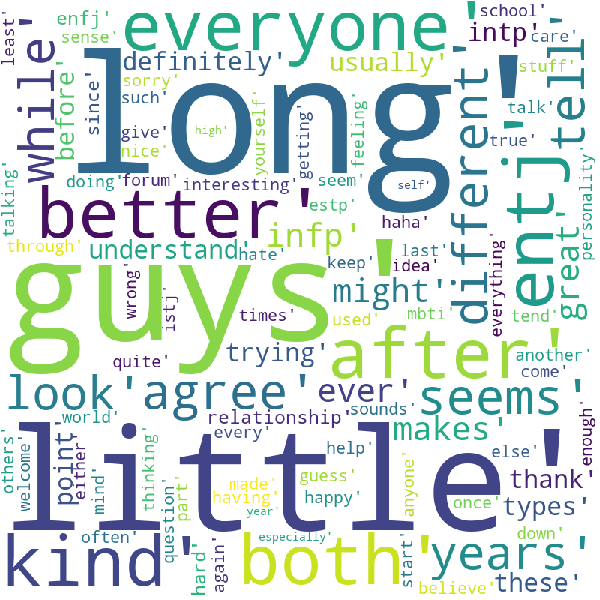 least'
enfj'
sense'
while'
before'
since'
everyone'
definitely'
sorry'
such'
give'
nice'
usually'
intp'
school'
care'
stuff'
talk'
true'
tell'
long'
high'
yourself'
getting'
feeling'
self'
different'
entj'
great'
personality'
talking'
doing'
forum'
interesting'
seem'
estp'
haha'
better'
infp'
through'
understand'
hate'
keep'
last'
idea'
everything'
tend'
guys'
wrong'
istj'
times'
might'
used'
mbti'
another'
come'
quite'
trying'
after'
look'
agree'
ever'
seems'
world'
relationship'
sounds'
makes'
others'
welcome'
point
either'
mind'
thinking'
every'
help'
else'
enough'
thank'
little'
question'
part'
made'
having'
year'
guess'
happy'
anyone'
once'
types'
down'
kind'
often'
hard'
again'
both'
especially'
start'
years'
believe'
these'